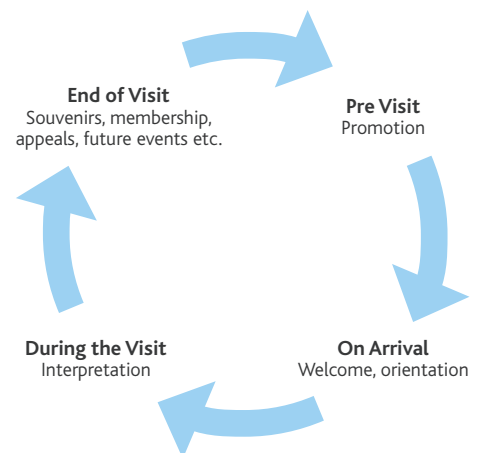 End of Visit
Souvenirs, membership,
appeals, future events etc.
Pre Visit
Promotion
On Arrival
Welcome, orientation
During the Visit
Interpretation